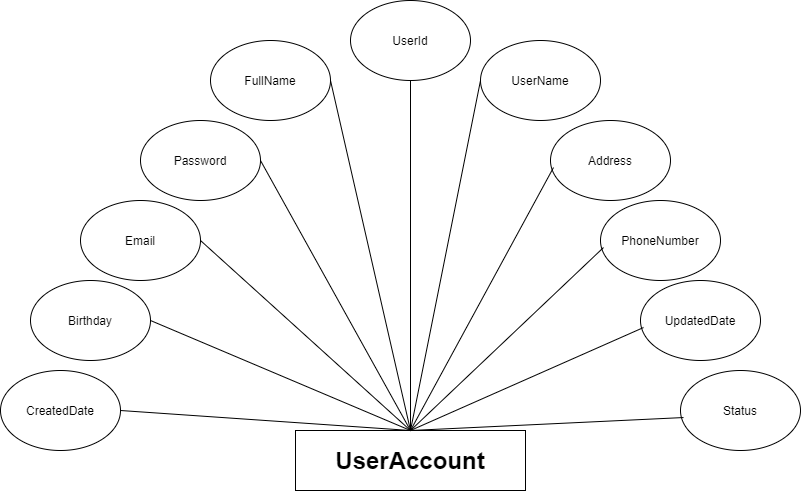 UserId
FullName
UserName
Password
Address
Email
PhoneNumber
Birthday
UpdatedDate
CreatedDate
Status
UserAccount